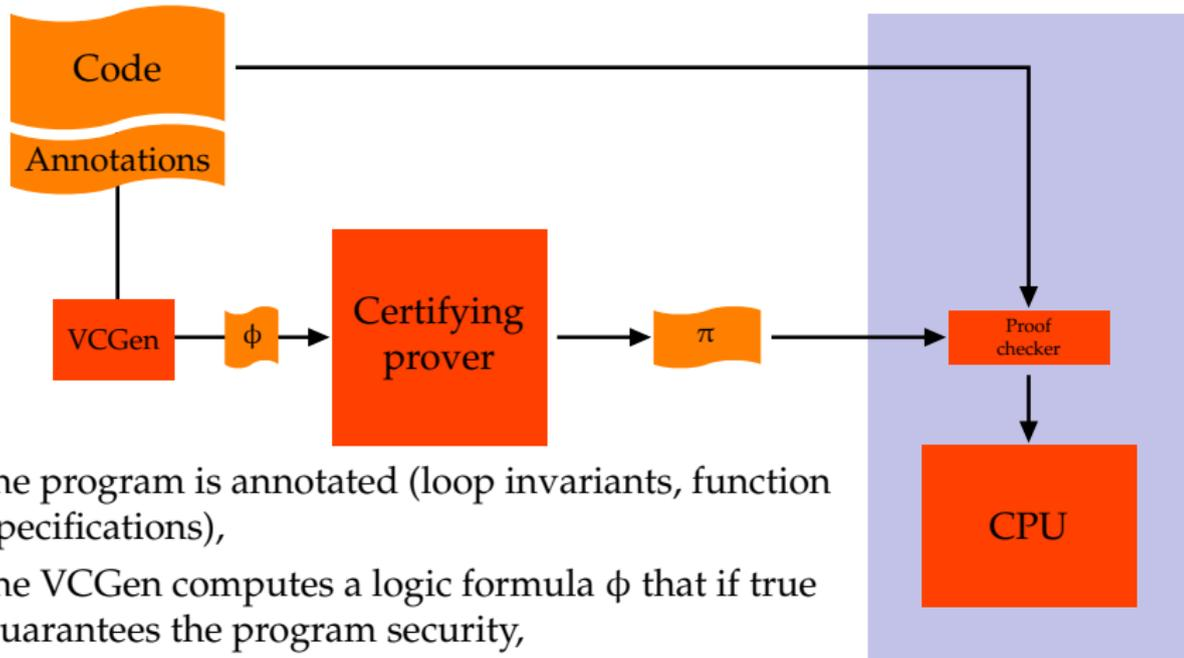 Code
Annotations
VCGen
ϕ
Certifying
prover
π
Proof
checker
CPU
he program is annotated (loop invariants, function
pecifications),
he VCGen computes a logic formula ϕ that if true
uarantees the program security,